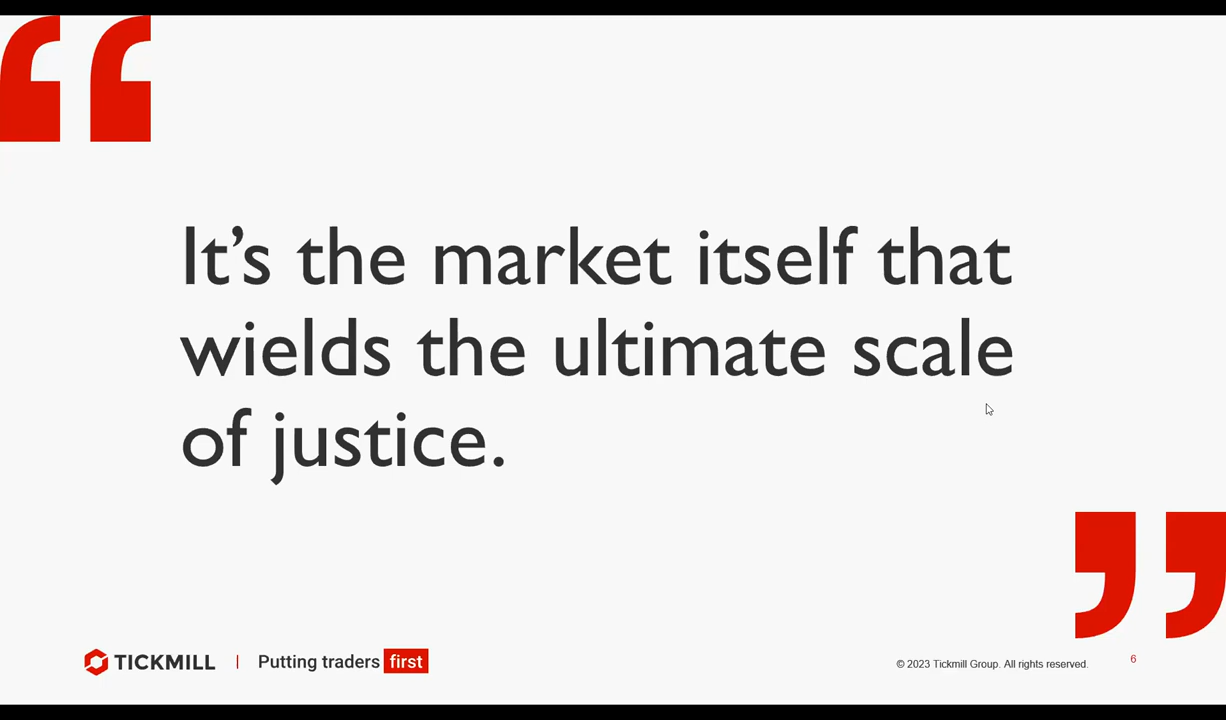 “
It’s the market itself that
wields the ultimate scale
of justice.
”
TICKMILL | Putting traders first
© 2023 Tickmill Group. All rights reserved. 6